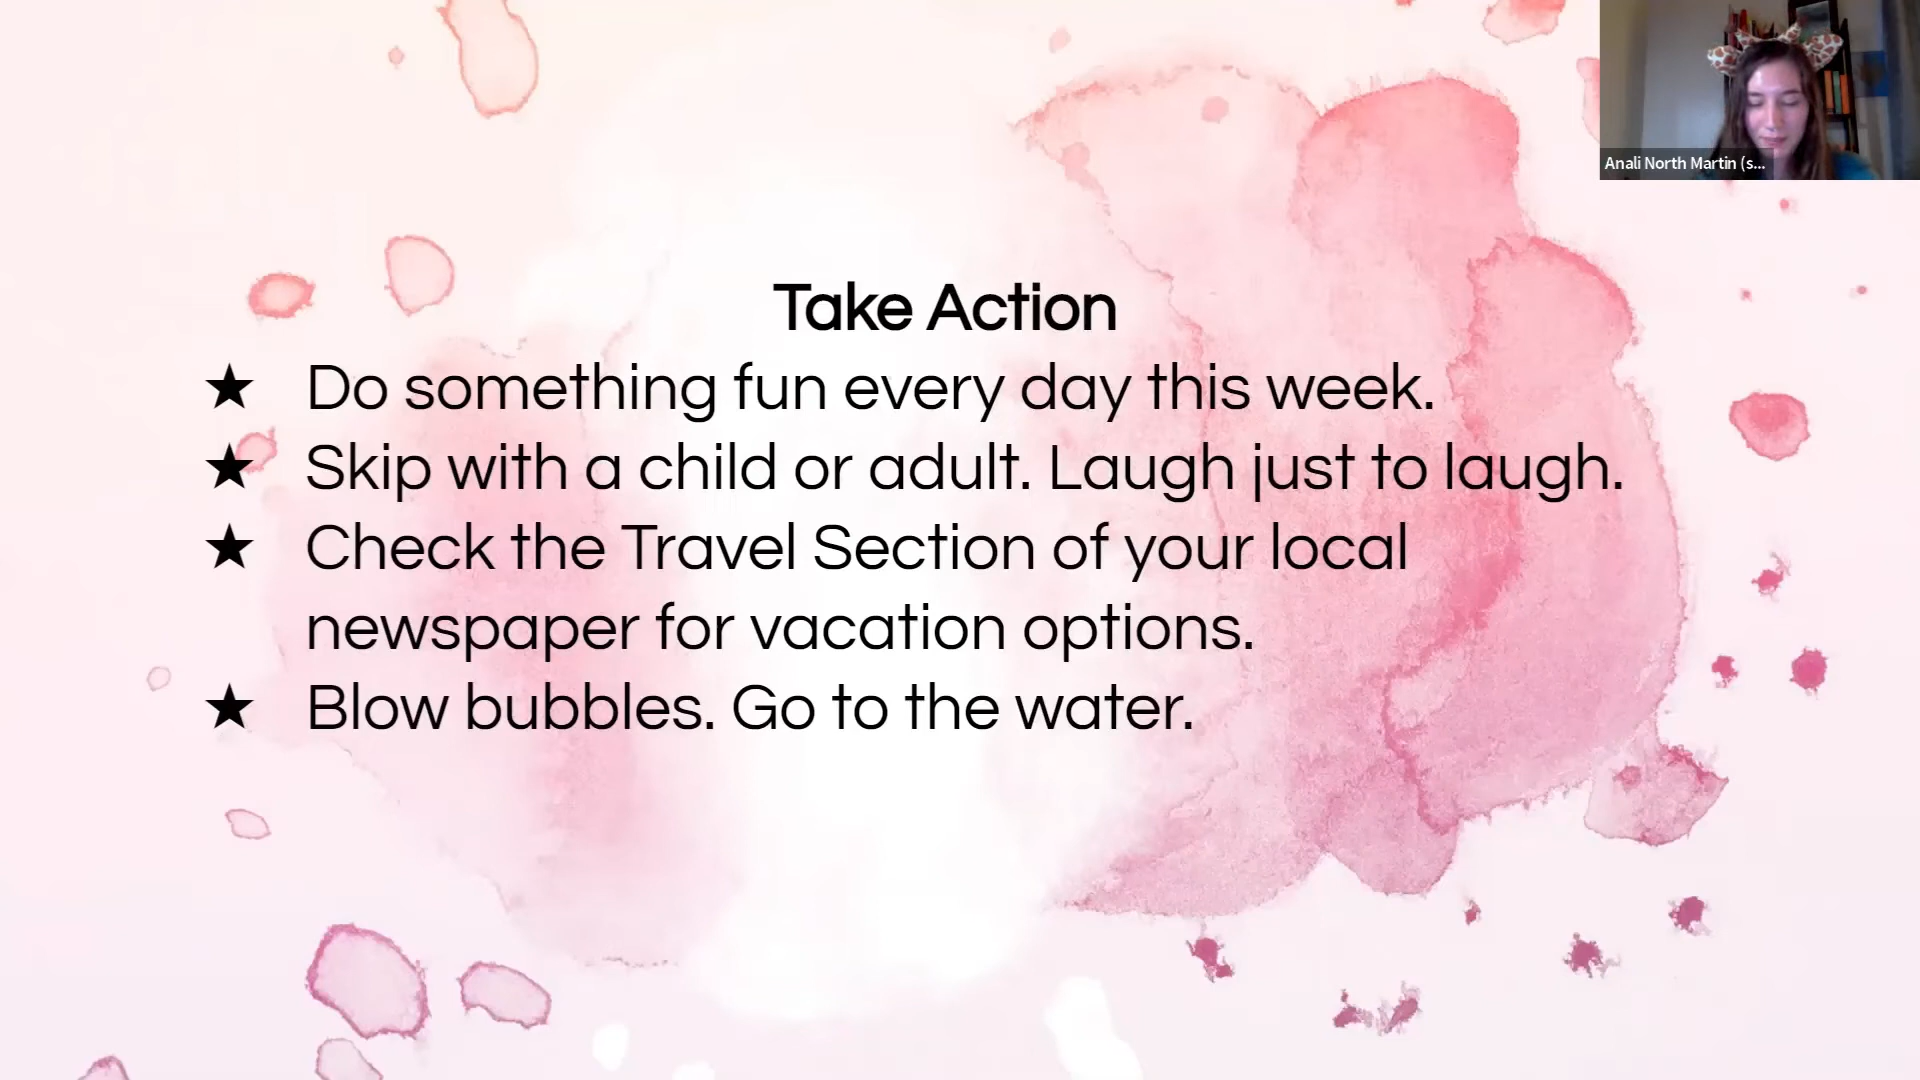 Anali North Martin (s...
Take Action
★ Do something fun every day this week.
★ Skip with a child or adult. Laugh just to laugh.
★ Check the Travel Section of your local
newspaper for vacation options.
★ Blow bubbles. Go to the water.